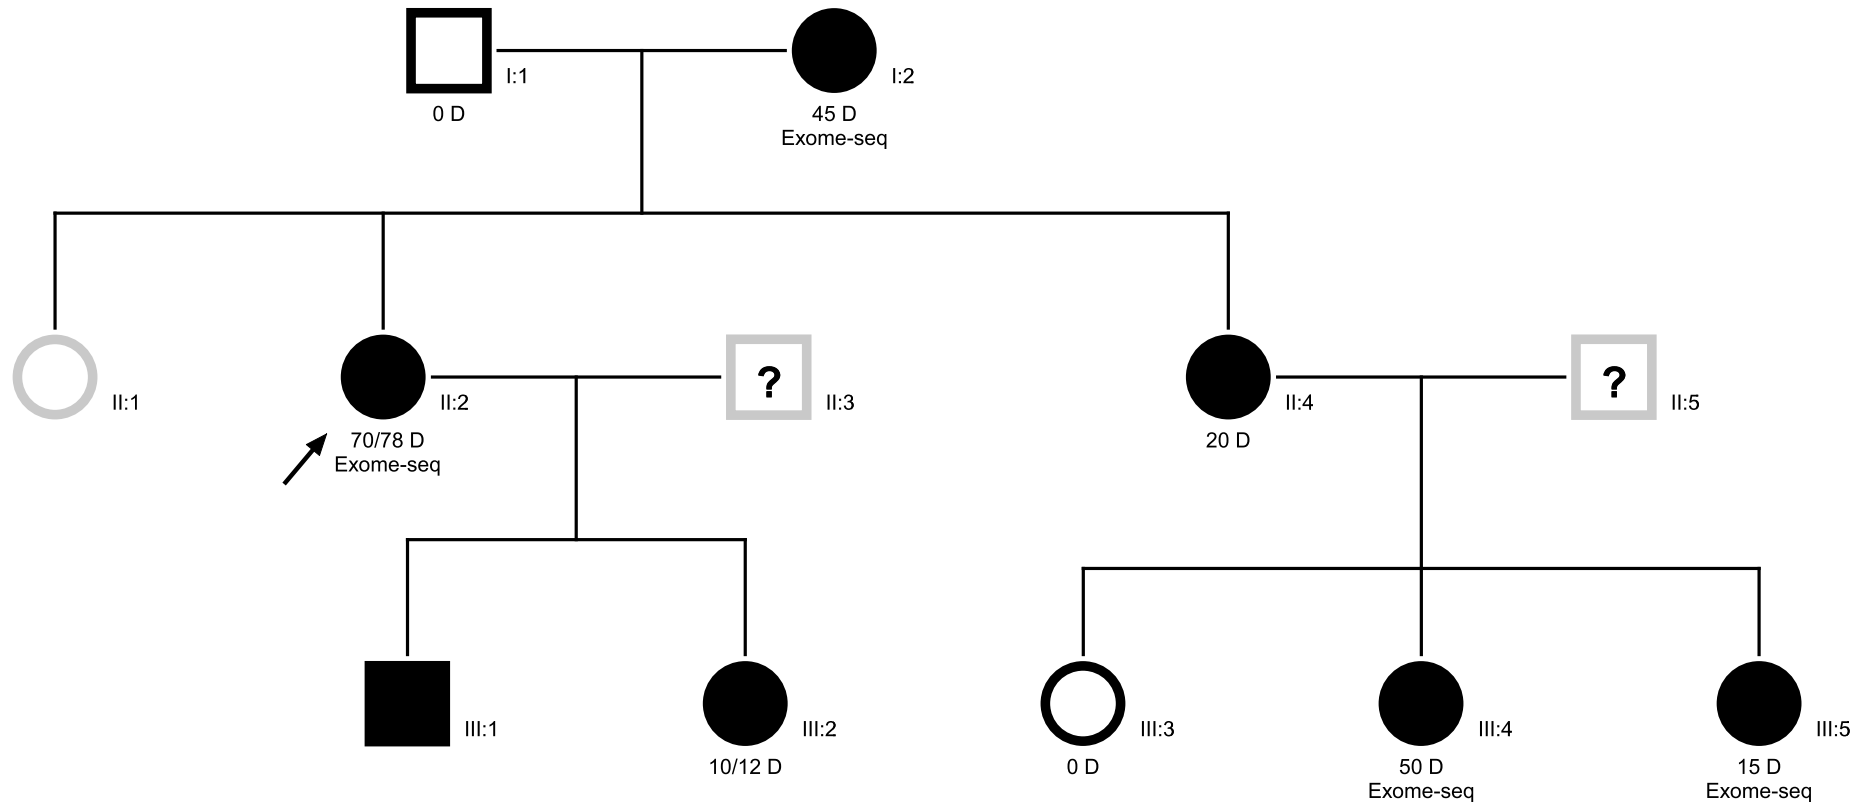 I:1
I:2
0 D
45 D
Exome-seq
II:1
II:2
?
II:3
II:4
?
II:5
70/78 D
Exome-seq
20 D
III:1
III:2
III:3
III:4
III:5
10/12 D
0 D
50 D
Exome-seq
15 D
Exome-seq